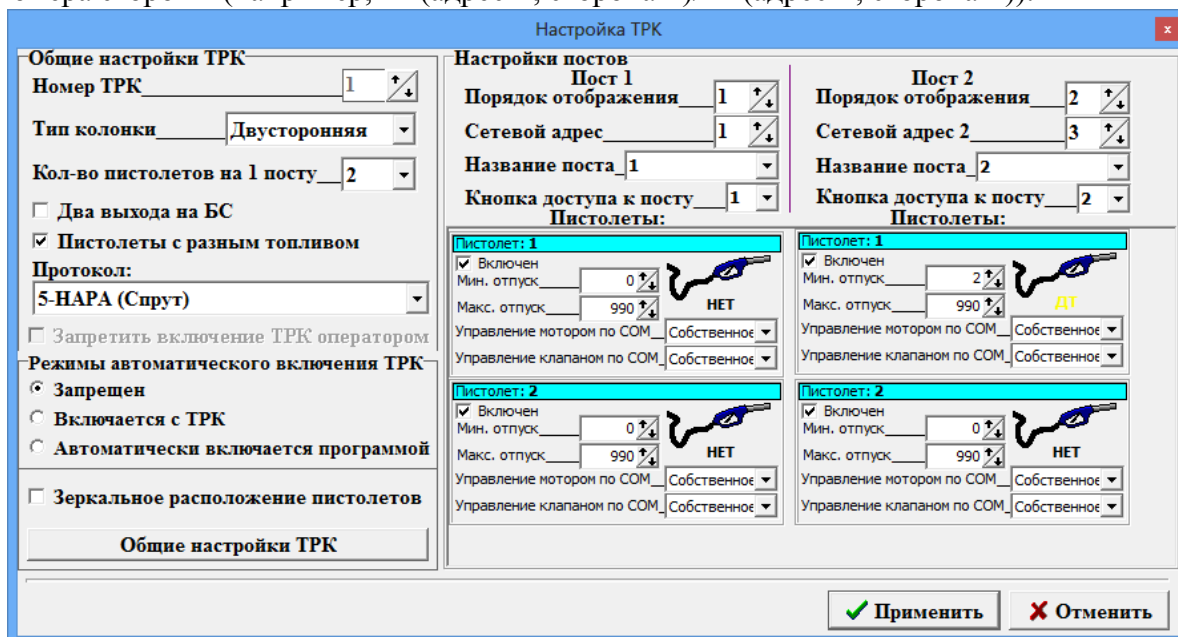 Настройка ТРК
x
Общие настройки ТРК
Номер ТРК 1
Тип колонки Двусторонняя
Кол-во пистолетов на 1 посту 2
Два выхода на БС
Пистолеты с разным топливом
Протокол:
5-НАРА (Спрут)
Запретить включение ТРК оператором
Режимы автоматического включения ТРК
Запрещен
Включается с ТРК
Автоматически включается программой
Зеркальное расположение пистолетов
Общие настройки ТРК
Настройки постов
Пост 1
Порядок отображения 1
Сетевой адрес 1
Название поста 1
Кнопка доступа к посту 1
Пистолеты:
Пост 2
Порядок отображения 2
Сетевой адрес 2 3
Название поста 2
Кнопка доступа к посту 2
Пистолеты:
Пистолет: 1
Включен
Мин. отпуск 0
Макс. отпуск 990
НЕТ
Управление мотором по COM Собственное
Управление клапаном по COM Собственное
Пистолет: 1
Включен
Мин. отпуск 2
Макс. отпуск 990
ДТ
Управление мотором по COM Собственное
Управление клапаном по COM Собственное
Пистолет: 2
Включен
Мин. отпуск 0
Макс. отпуск 990
НЕТ
Управление мотором по COM Собственное
Управление клапаном по COM Собственное
Пистолет: 2
Включен
Мин. отпуск 0
Макс. отпуск 990
НЕТ
Управление мотором по COM Собственное
Управление клапаном по COM Собственное
Применить
Отменить